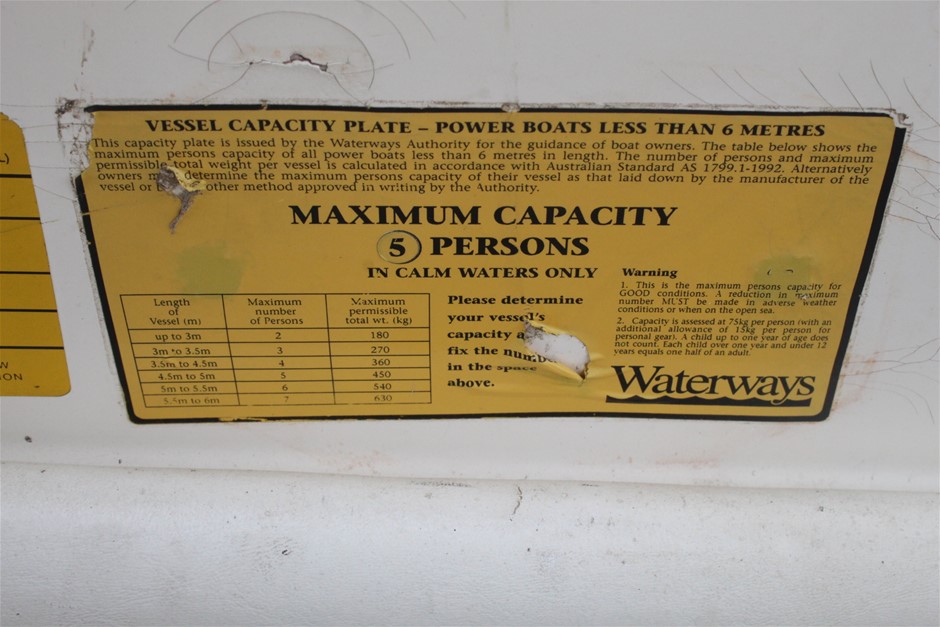 VESSEL CAPACITY PLATE – POWER BOATS LESS THAN 6 METRES
This capacity plate is issued by the Waterways Authority for the guidance of boat owners. The table below shows the
maximum persons capacity of all power boats less than 6 metres in length. The number of persons and maximum
permissible total weight per vessel is calculated in accordance with Australian Standard AS 1799.1-1992. Alternatively
owners determine the maximum persons capacity of their vessel as that laid down by the manufacturer of the
vessel or other method approved in writing by the Authority.
MAXIMUM CAPACITY
5 PERSONS
IN CALM WATERS ONLY
Length of Vessel (m) Maximum number of Persons Maximum permissible total wt. (kg)
up to 3m 2 180
3m to 3.5m 3 270
3.5m to 4.5m 4 360
4.5m to 5m 5 450
5m to 5.5m 6 540
5.5m to 6m 7 630
Please determine
your vessel's
capacity
fix the
in the space
above.
Warning
1. This is the maximum persons capacity for
GOOD conditions. A reduction in maximum
number MUST be made in adverse weather
conditions or when on the open sea.
2. Capacity is assessed at 75kg per person (with an
additional allowance of 15kg per person for
personal gear). A child up to one year of age does
not count. Each child over one year and under 12
years equals one half of an adult.
Waterways